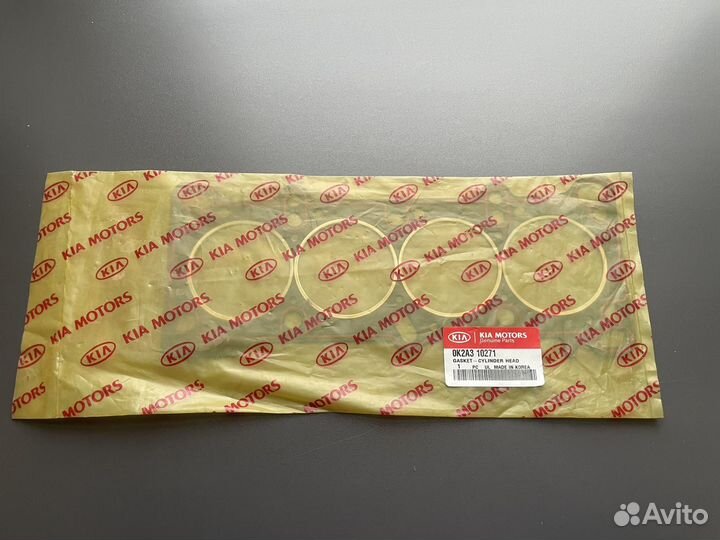 KIA KIA MOTORS
Genuine Parts
0K2A3 10271
GASKET - CYLINDER HEAD
1 PC UL MADE IN KOREA
KIA MOTORS
KIA
Avito